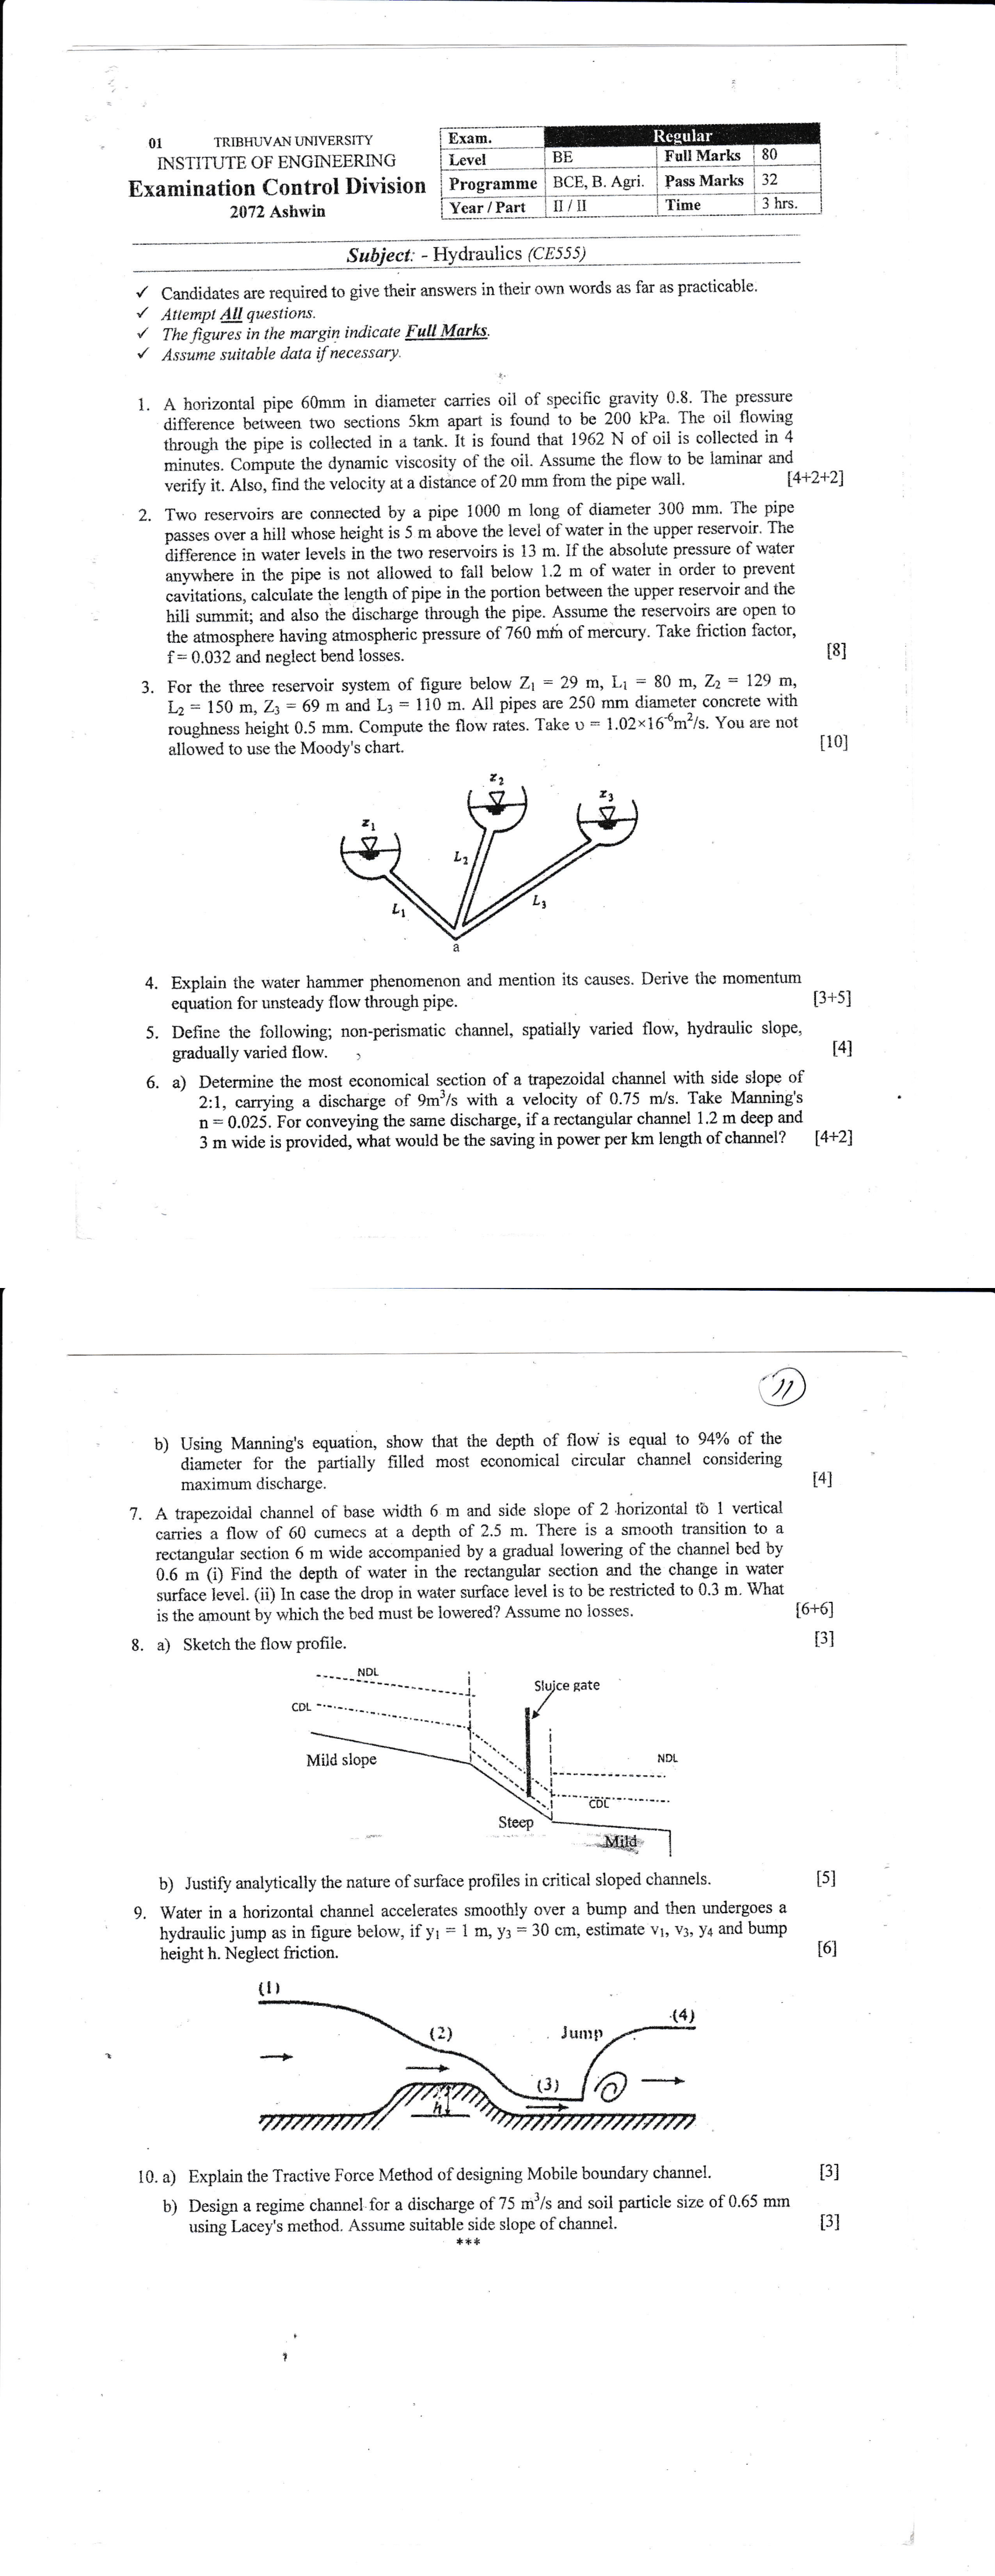 01 TRIBHUVAN UNIVERSITY
INSTITUTE OF ENGINEERING
Examination Control Division
2072 Ashwin
Exam. Regular
Level BE Full Marks 80
Programme BCE, B. Agri. Pass Marks 32
Year / Part II / II Time 3 hrs.
Subject: - Hydraulics (CE555)
✓ Candidates are required to give their answers in their own words as far as practicable.
✓ Attempt All questions.
✓ The figures in the margin indicate Full Marks.
✓ Assume suitable data if necessary.
1. A horizontal pipe 60mm in diameter carries oil of specific gravity 0.8. The pressure
difference between two sections 5km apart is found to be 200 kPa. The oil flowing
through the pipe is collected in a tank. It is found that 1962 N of oil is collected in 4
minutes. Compute the dynamic viscosity of the oil. Assume the flow to be laminar and
verify it. Also, find the velocity at a distance of 20 mm from the pipe wall. [4+2+2]
2. Two reservoirs are connected by a pipe 1000 m long of diameter 300 mm. The pipe
passes over a hill whose height is 5 m above the level of water in the upper reservoir. The
difference in water levels in the two reservoirs is 13 m. If the absolute pressure of water
anywhere in the pipe is not allowed to fall below 1.2 m of water in order to prevent
cavitations, calculate the length of pipe in the portion between the upper reservoir and the
hill summit; and also the discharge through the pipe. Assume the reservoirs are open to
the atmosphere having atmospheric pressure of 760 mm of mercury. Take friction factor,
f = 0.032 and neglect bend losses. [8]
3. For the three reservoir system of figure below Z₁ = 29 m, L₁ = 80 m, Z₂ = 129 m,
L₂ = 150 m, Z₃ = 69 m and L₃ = 110 m. All pipes are 250 mm diameter concrete with
roughness height 0.5 mm. Compute the flow rates. Take υ = 1.02×16⁻⁶m²/s. You are not
allowed to use the Moody's chart. [10]
z₂
z₃
z₁
L₂
L₃
L₁
a
4. Explain the water hammer phenomenon and mention its causes. Derive the momentum
equation for unsteady flow through pipe. [3+5]
5. Define the following; non-perismatic channel, spatially varied flow, hydraulic slope,
gradually varied flow. [4]
6. a) Determine the most economical section of a trapezoidal channel with side slope of
2:1, carrying a discharge of 9m³/s with a velocity of 0.75 m/s. Take Manning's
n = 0.025. For conveying the same discharge, if a rectangular channel 1.2 m deep and
3 m wide is provided, what would be the saving in power per km length of channel? [4+2]
11
b) Using Manning's equation, show that the depth of flow is equal to 94% of the
diameter for the partially filled most economical circular channel considering
maximum discharge. [4]
7. A trapezoidal channel of base width 6 m and side slope of 2 horizontal to 1 vertical
carries a flow of 60 cumecs at a depth of 2.5 m. There is a smooth transition to a
rectangular section 6 m wide accompanied by a gradual lowering of the channel bed by
0.6 m (i) Find the depth of water in the rectangular section and the change in water
surface level. (ii) In case the drop in water surface level is to be restricted to 0.3 m. What
is the amount by which the bed must be lowered? Assume no losses. [6+6]
8. a) Sketch the flow profile. [3]
NDL
Sluice gate
CDL
Mild slope
NDL
CDL
Steep
Mild
b) Justify analytically the nature of surface profiles in critical sloped channels. [5]
9. Water in a horizontal channel accelerates smoothly over a bump and then undergoes a
hydraulic jump as in figure below, if y₁ = 1 m, y₃ = 30 cm, estimate v₁, v₃, y₄ and bump
height h. Neglect friction. [6]
(1)
(4)
(2)
Jump
(3)
h
10. a) Explain the Tractive Force Method of designing Mobile boundary channel. [3]
b) Design a regime channel for a discharge of 75 m³/s and soil particle size of 0.65 mm
using Lacey's method. Assume suitable side slope of channel. [3]
***